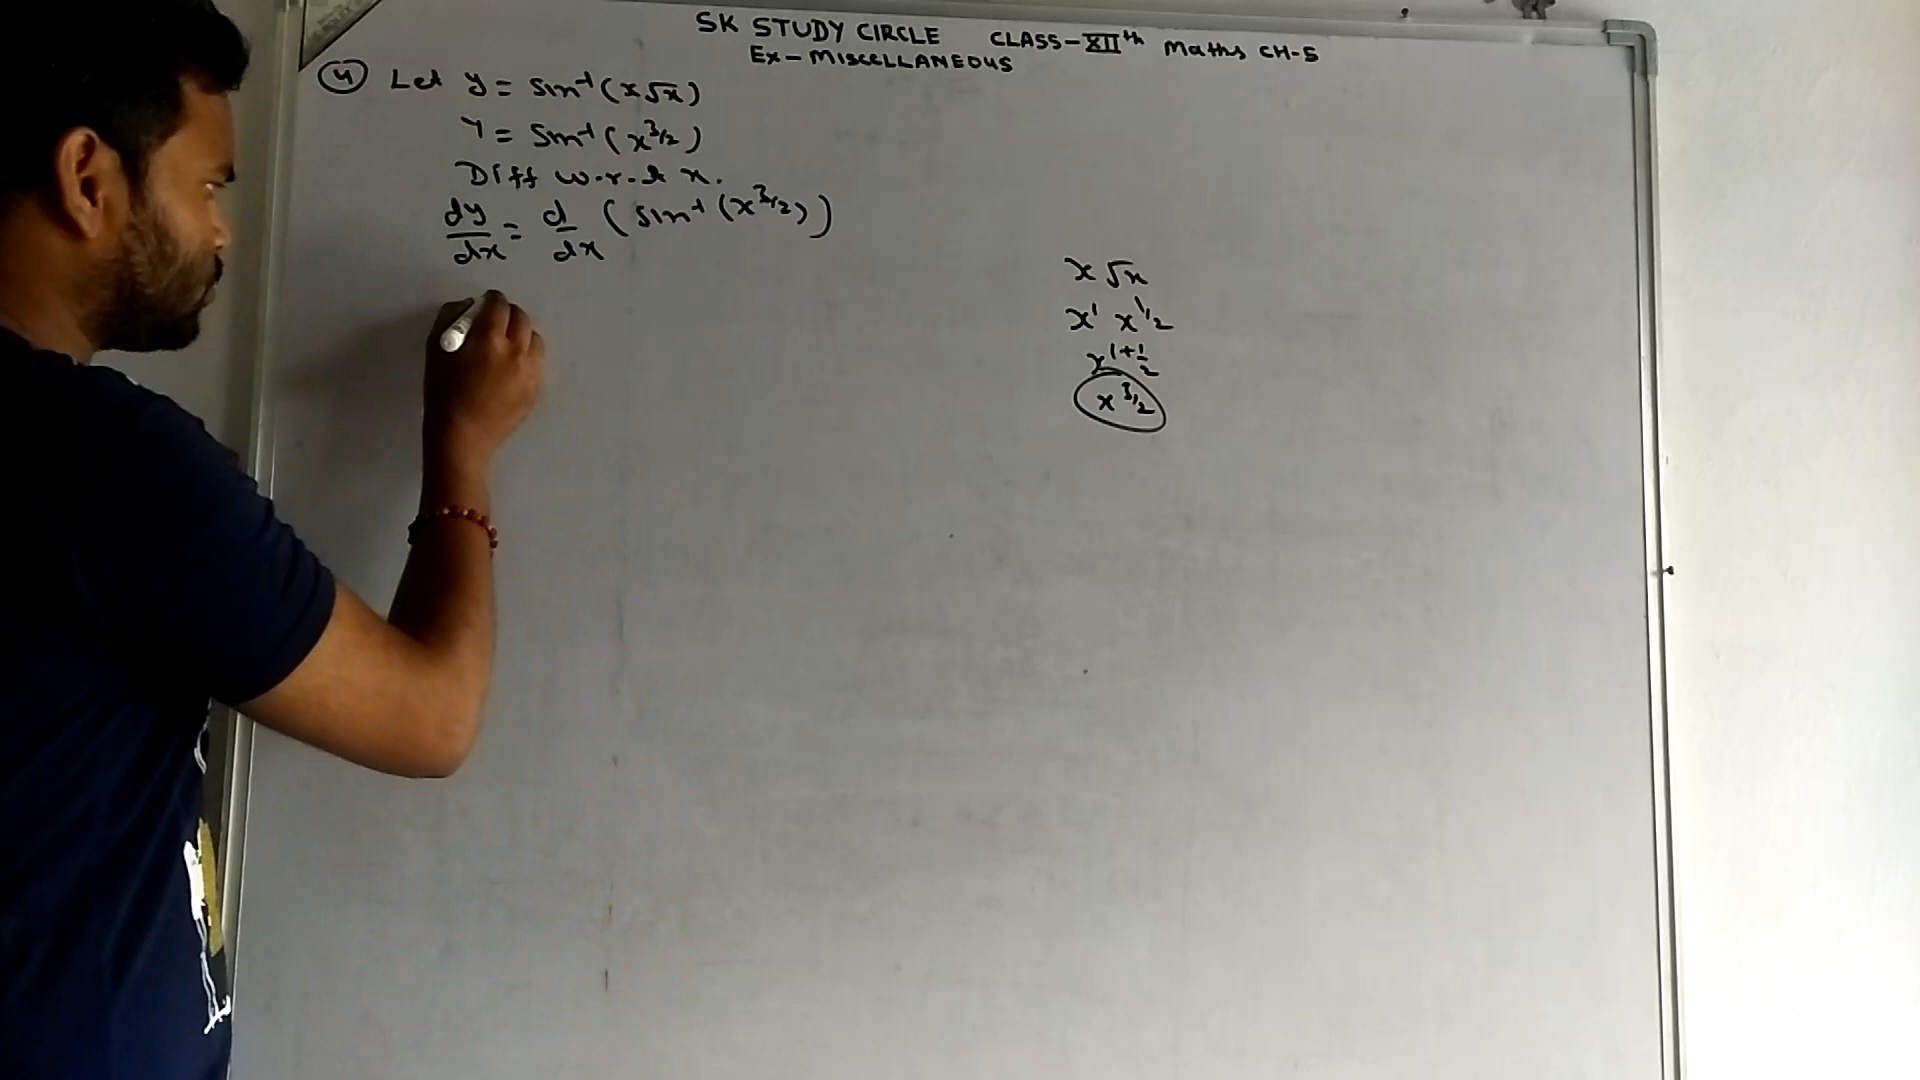 SK STUDY CIRCLE CLASS-XIIth Maths CH-5
Ex-MISCELLANEOUS
④ Let y = sin⁻¹(x√x)
y = Sin⁻¹(x^3/2)
Diff w.r.t x.
dy/dx = d/dx (sin⁻¹(x^3/2))
x √x
x^1 x^1/2
x^1+1/2
x^3/2